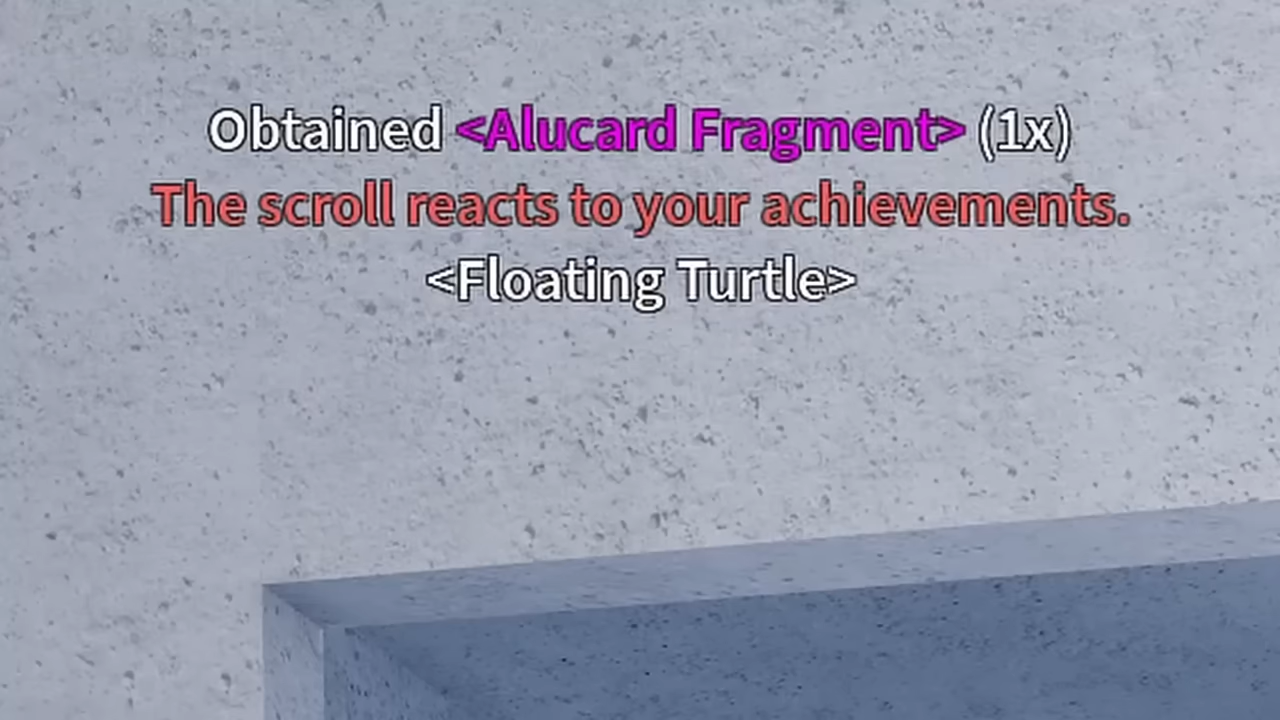 Obtained <Alucard Fragment> (1x)
The scroll reacts to your achievements.
<Floating Turtle>